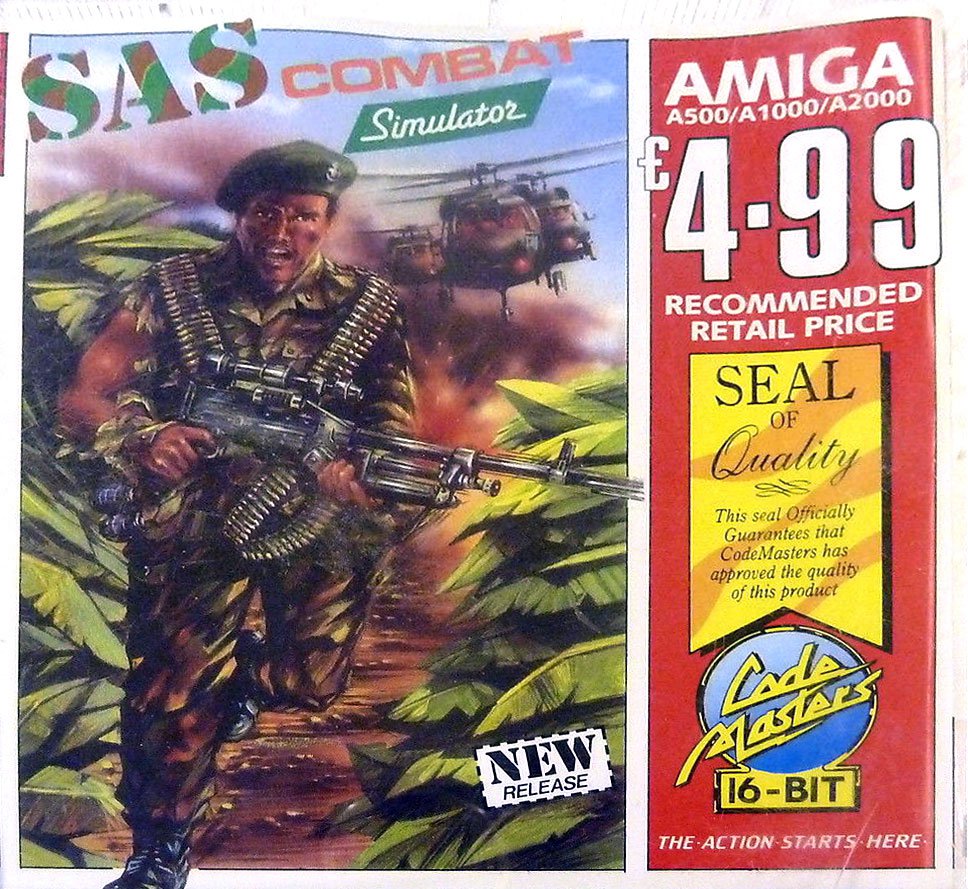 SAS COMBAT
Simulator
NEW
RELEASE
AMIGA
A500/A1000/A2000
£4.99
RECOMMENDED
RETAIL PRICE
SEAL
OF
Quality
This seal Officially
Guarantees that
CodeMasters has
approved the quality
of this product
Code
Masters
16-BIT
THE·ACTION·STARTS·HERE·